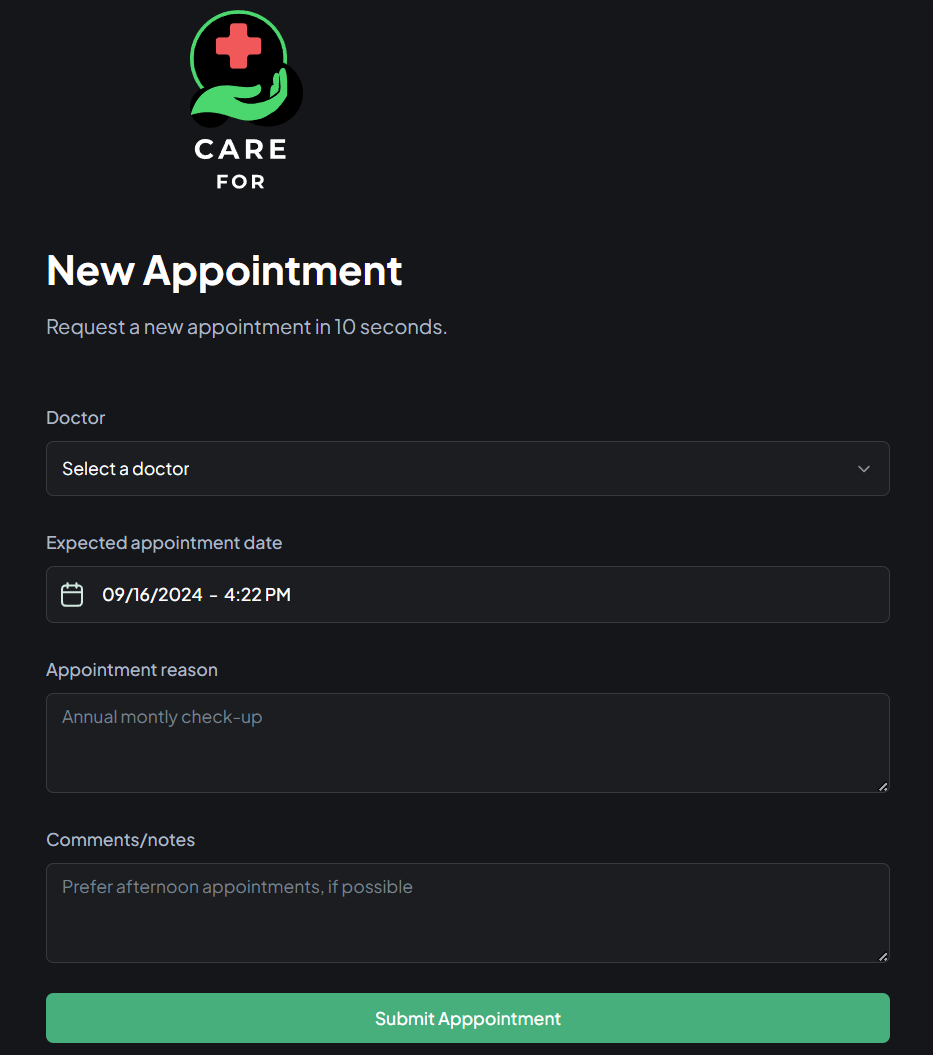 CARE
FOR
New Appointment
Request a new appointment in 10 seconds.
Doctor
Select a doctor
Expected appointment date
09/16/2024 - 4:22 PM
Appointment reason
Annual montly check-up
Comments/notes
Prefer afternoon appointments, if possible
Submit Apppointment